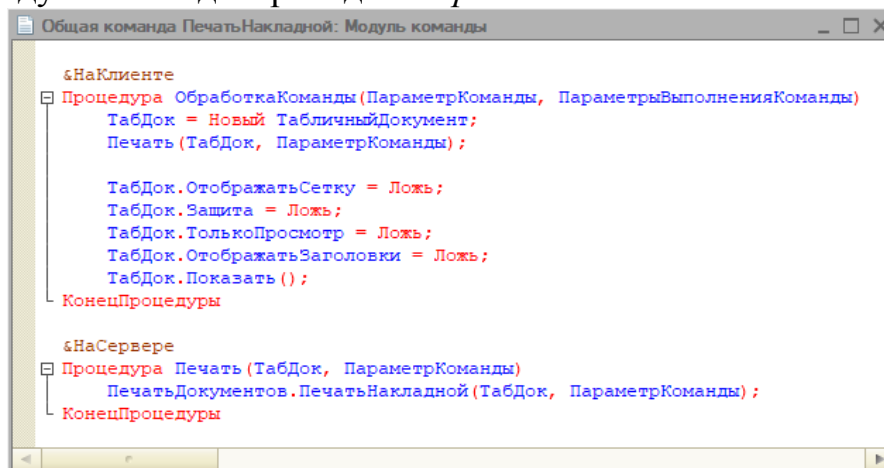 Общая команда ПечатьНакладной: Модуль команды
&НаКлиенте
Процедура ОбработкаКоманды(ПараметрКоманды, ПараметрыВыполненияКоманды)
ТабДок = Новый ТабличныйДокумент;
Печать(ТабДок, ПараметрКоманды);
ТабДок.ОтображатьСетку = Ложь;
ТабДок.Защита = Ложь;
ТабДок.ТолькоПросмотр = Ложь;
ТабДок.ОтображатьЗаголовки = Ложь;
ТабДок.Показать();
КонецПроцедуры
&НаСервере
Процедура Печать(ТабДок, ПараметрКоманды)
ПечатьДокументов.ПечатьНакладной(ТабДок, ПараметрКоманды);
КонецПроцедуры